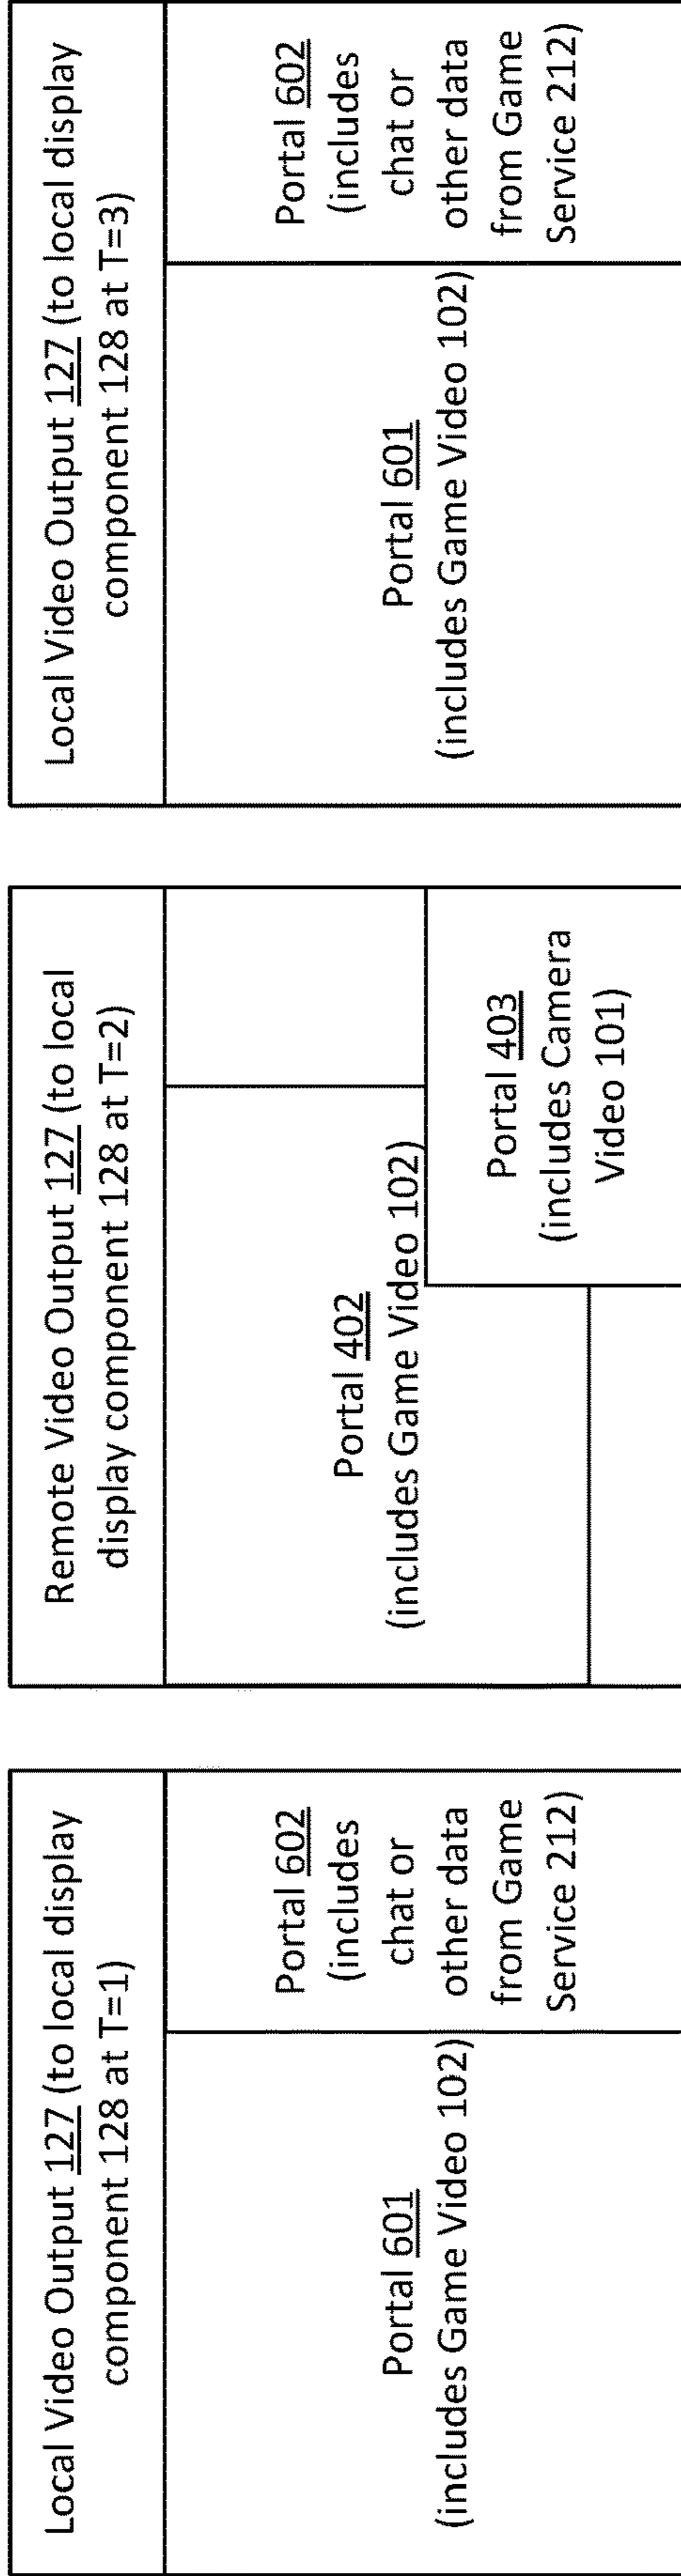 Local Video Output 127 (to local display
component 128 at T=1)
Portal 601
(includes Game Video 102)
Portal 602
(includes
chat or
other data
from Game
Service 212)
Remote Video Output 127 (to local
display component 128 at T=2)
Portal 402
(includes Game Video 102)
Portal 403
(includes Camera
Video 101)
Local Video Output 127 (to local display
component 128 at T=3)
Portal 601
(includes Game Video 102)
Portal 602
(includes
chat or
other data
from Game
Service 212)